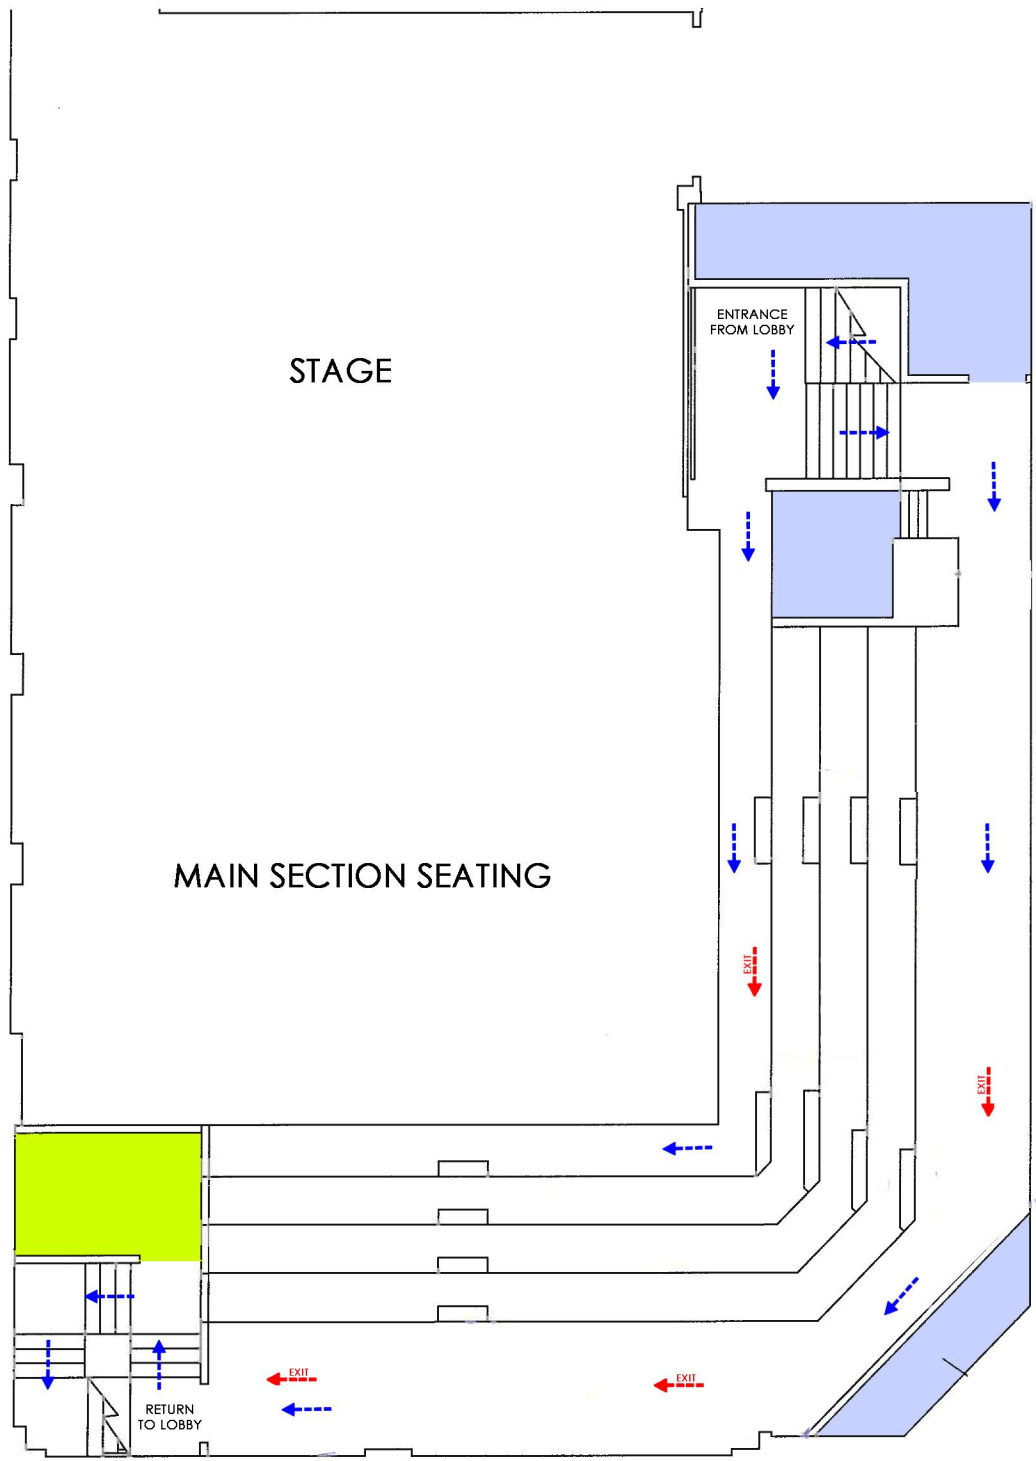 ENTRANCE
FROM LOBBY
STAGE
MAIN SECTION SEATING
EXIT
EXIT
EXIT
EXIT
RETURN
TO LOBBY